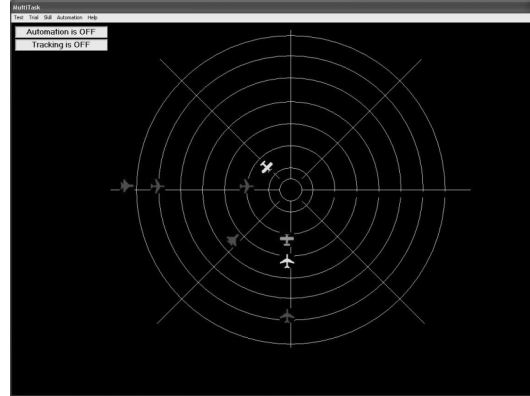 MultiTask
Test Trial Skill Automation Help
Automation is OFF
Tracking is OFF